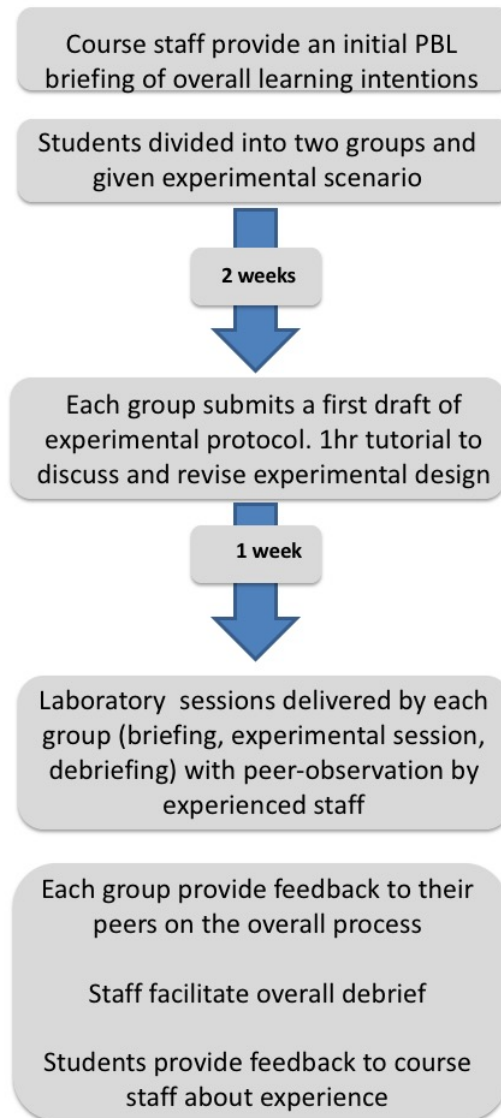 Course staff provide an initial PBL
briefing of overall learning intentions
Students divided into two groups and
given experimental scenario
2 weeks
Each group submits a first draft of
experimental protocol. 1hr tutorial to
discuss and revise experimental design
1 week
Laboratory sessions delivered by each
group (briefing, experimental session,
debriefing) with peer-observation by
experienced staff
Each group provide feedback to their
peers on the overall process
Staff facilitate overall debrief
Students provide feedback to course
staff about experience